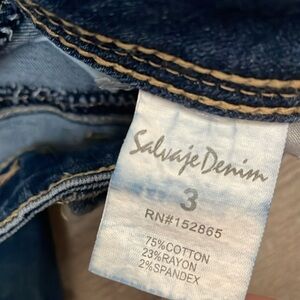 Salvaje Denim
3
RN#152865
75%COTTON
23%RAYON
2%SPANDEX